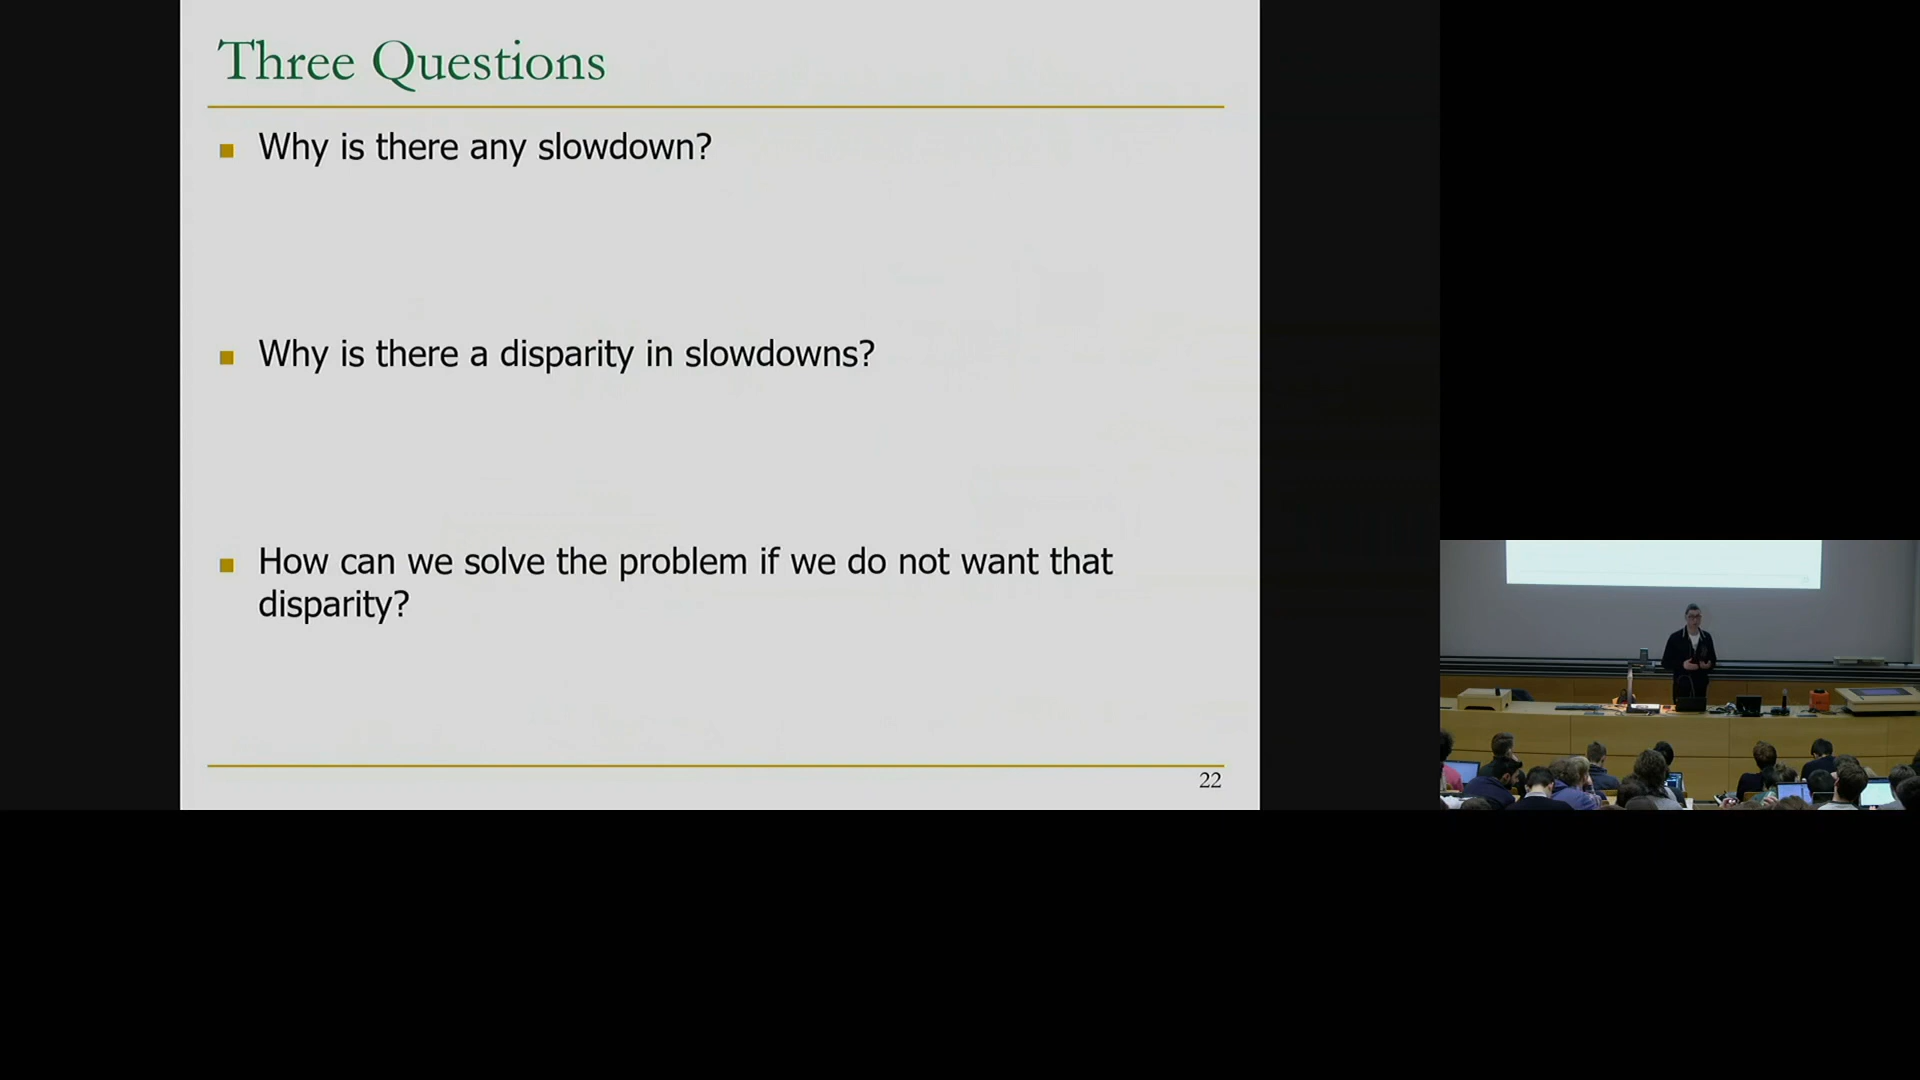 Three Questions
Why is there any slowdown?
Why is there a disparity in slowdowns?
How can we solve the problem if we do not want that
disparity?
22